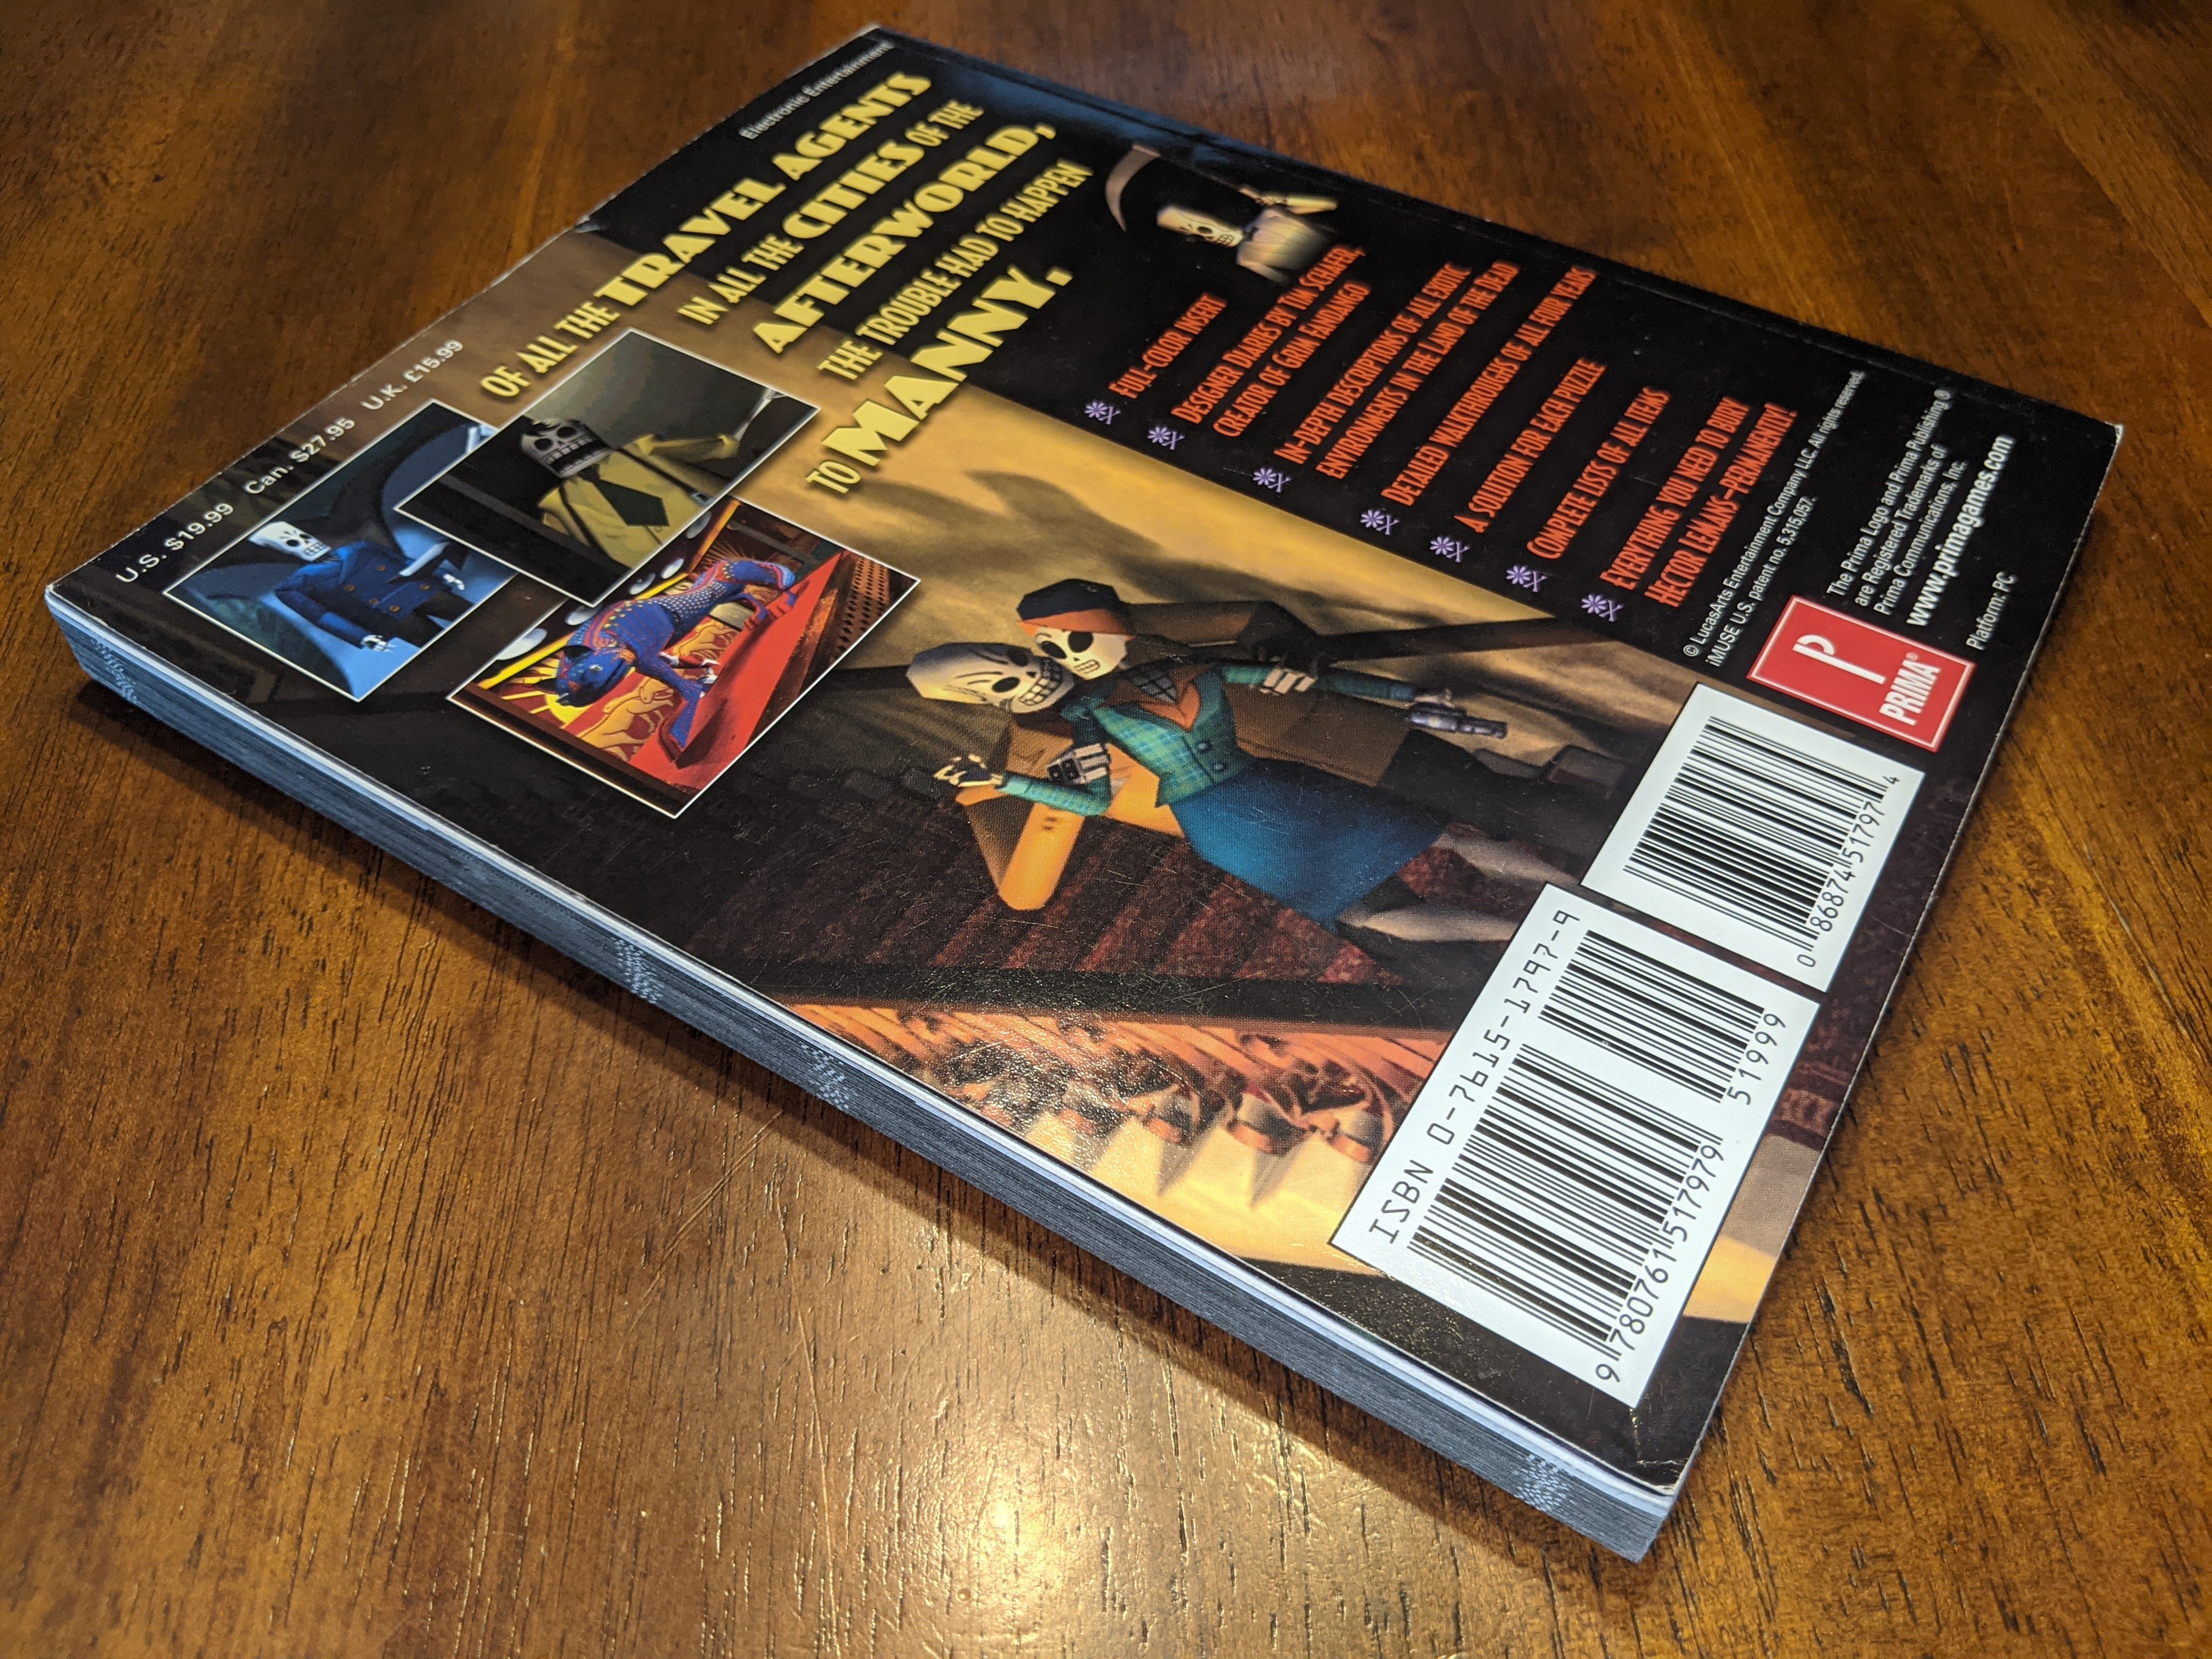 Electronic Entertainment
U.S. $19.99 Can. $27.95 U.K. £15.99
OF ALL THE TRAVEL AGENTS
IN ALL THE CITIES OF THE
AFTERWORLD,
THE TROUBLE HAD TO HAPPEN
TO MANNY.
FULL-COLOR INSERT
DESIGNER DIARIES BY TIM SCHAFER,
CREATOR OF GRIM FANDANGO
IN-DEPTH DESCRIPTIONS OF ALL EXOTIC
ENVIRONMENTS IN THE LAND OF THE DEAD
DETAILED WALKTHROUGHS OF ALL FOUR YEARS
A SOLUTION FOR EACH PUZZLE
COMPLETE LISTS OF ALL ITEMS
EVERYTHING YOU NEED TO BURY
HECTOR LEMANS–PERMANENTLY!
© LucasArts Entertainment Company LLC. All rights reserved.
iMUSE U.S. patent no. 5,315,057.
P
PRIMA®
The Prima Logo and Prima Publishing®
are Registered Trademarks of
Prima Communications, Inc.
www.primagames.com
Platform: PC
0 86874 51797 4
ISBN 0-7615-1797-9
9 780761 517979
51999